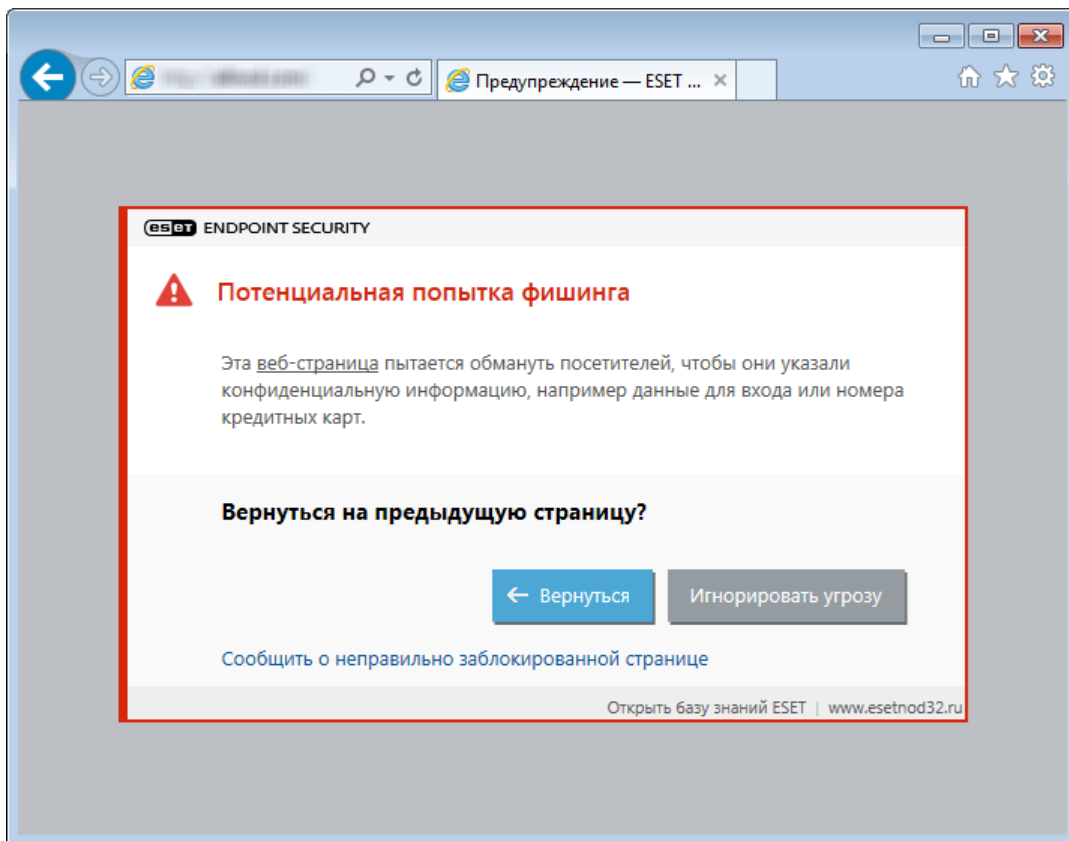 Предупреждение — ESET ...
eset ENDPOINT SECURITY
Потенциальная попытка фишинга
Эта веб-страница пытается обмануть посетителей, чтобы они указали
конфиденциальную информацию, например данные для входа или номера
кредитных карт.
Вернуться на предыдущую страницу?
← Вернуться Игнорировать угрозу
Сообщить о неправильно заблокированной странице
Открыть базу знаний ESET | www.esetnod32.ru